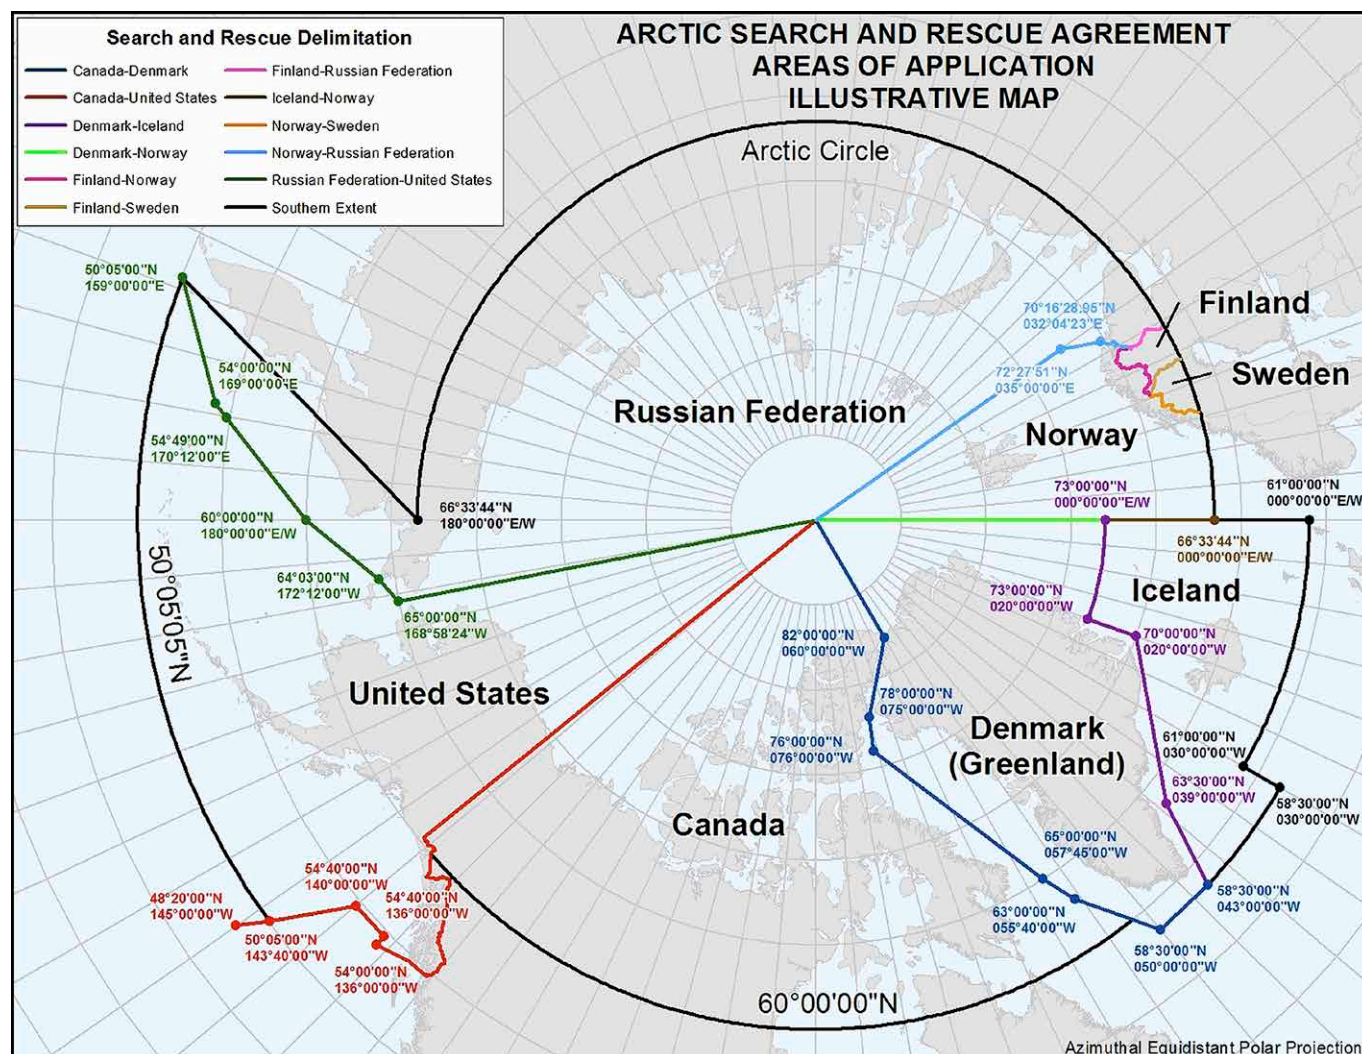 ARCTIC SEARCH AND RESCUE AGREEMENT
AREAS OF APPLICATION
ILLUSTRATIVE MAP
Search and Rescue Delimitation
Canada-Denmark
Canada-United States
Denmark-Iceland
Denmark-Norway
Finland-Norway
Finland-Sweden
Finland-Russian Federation
Iceland-Norway
Norway-Sweden
Norway-Russian Federation
Russian Federation-United States
Southern Extent
Arctic Circle
50°05'00"N
159°00'00"E
54°00'00"N
169°00'00"E
54°49'00"N
170°12'00"E
60°00'00"N
180°00'00"E/W
64°03'00"N
172°12'00"W
65°00'00"N
168°58'24"W
66°33'44"N
180°00'00"E/W
50°05'05"N
Russian Federation
70°16'28.95"N
032°04'23"E
72°27'51"N
035°00'00"E
Finland
Sweden
Norway
73°00'00"N
000°00'00"E/W
61°00'00"N
000°00'00"E/W
66°33'44"N
000°00'00"E/W
Iceland
73°00'00"N
020°00'00"W
70°00'00"N
020°00'00"W
82°00'00"N
060°00'00"W
78°00'00"N
075°00'00"W
76°00'00"N
076°00'00"W
United States
Denmark
(Greenland)
61°00'00"N
030°00'00"W
63°30'00"N
039°00'00"W
58°30'00"N
030°00'00"W
Canada
65°00'00"N
057°45'00"W
63°00'00"N
055°40'00"W
58°30'00"N
043°00'00"W
58°30'00"N
050°00'00"W
54°40'00"N
140°00'00"W
54°40'00"N
136°00'00"W
48°20'00"N
145°00'00"W
50°05'00"N
143°40'00"W
54°00'00"N
136°00'00"W
60°00'00"N
Azimuthal Equidistant Polar Projection